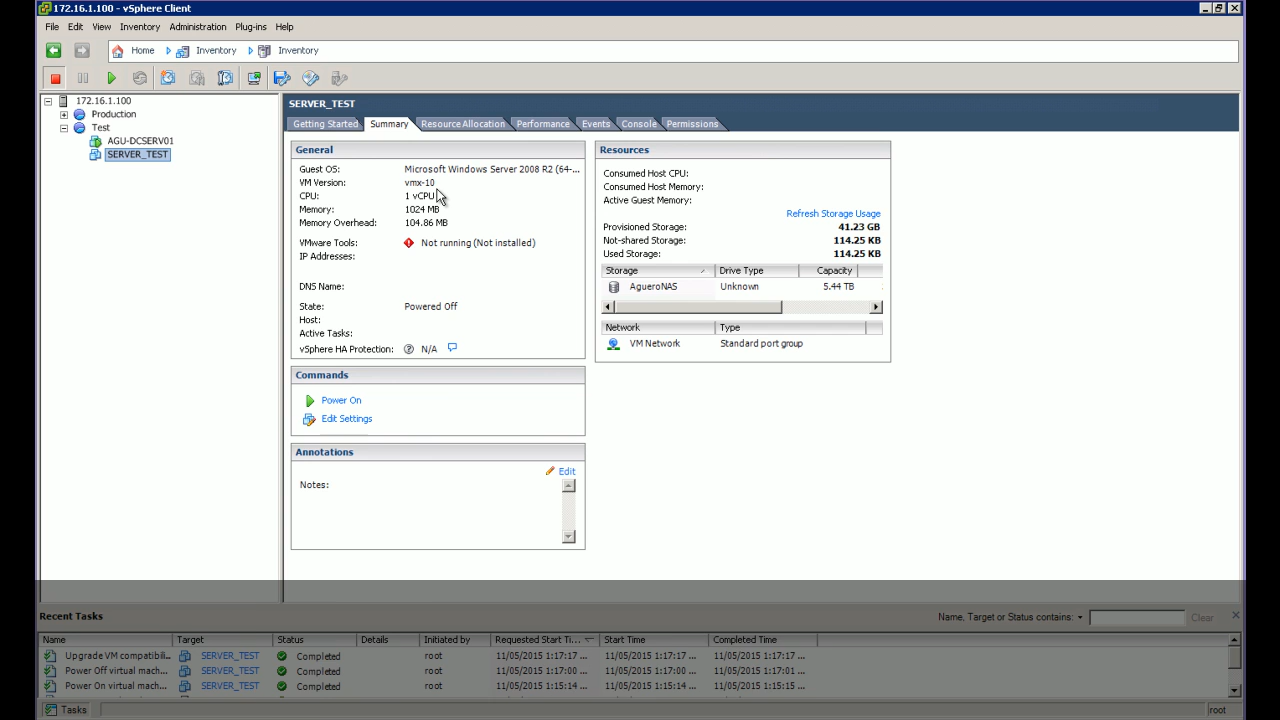 172.16.1.100 - vSphere Client
File Edit View Inventory Administration Plug-ins Help
Home Inventory Inventory
172.16.1.100
Production
Test
AGU-DCSERV01
SERVER_TEST
SERVER_TEST
Getting Started Summary Resource Allocation Performance Events Console Permissions
General
Guest OS: Microsoft Windows Server 2008 R2 (64-...
VM Version: vmx-10
CPU: 1 vCPU
Memory: 1024 MB
Memory Overhead: 104.86 MB
VMware Tools: Not running (Not installed)
IP Addresses:
DNS Name:
State: Powered Off
Host:
Active Tasks:
vSphere HA Protection: N/A
Commands
Power On
Edit Settings
Annotations
Edit
Notes:
Resources
Consumed Host CPU:
Consumed Host Memory:
Active Guest Memory:
Refresh Storage Usage
Provisioned Storage: 41.23 GB
Not-shared Storage: 114.25 KB
Used Storage: 114.25 KB
Storage Drive Type Capacity
AgueroNAS Unknown 5.44 TB
Network Type
VM Network Standard port group
Recent Tasks
Name, Target or Status contains: Clear
Name Target Status Details Initiated by Requested Start Ti... Start Time Completed Time
Upgrade VM compatibili... SERVER_TEST Completed root 11/05/2015 1:17:17 ... 11/05/2015 1:17:17 ... 11/05/2015 1:17:17 ...
Power Off virtual mach... SERVER_TEST Completed root 11/05/2015 1:17:00 ... 11/05/2015 1:17:00 ... 11/05/2015 1:17:01 ...
Power On virtual mach... SERVER_TEST Completed root 11/05/2015 1:15:14 ... 11/05/2015 1:15:14 ... 11/05/2015 1:15:15 ...
Tasks root